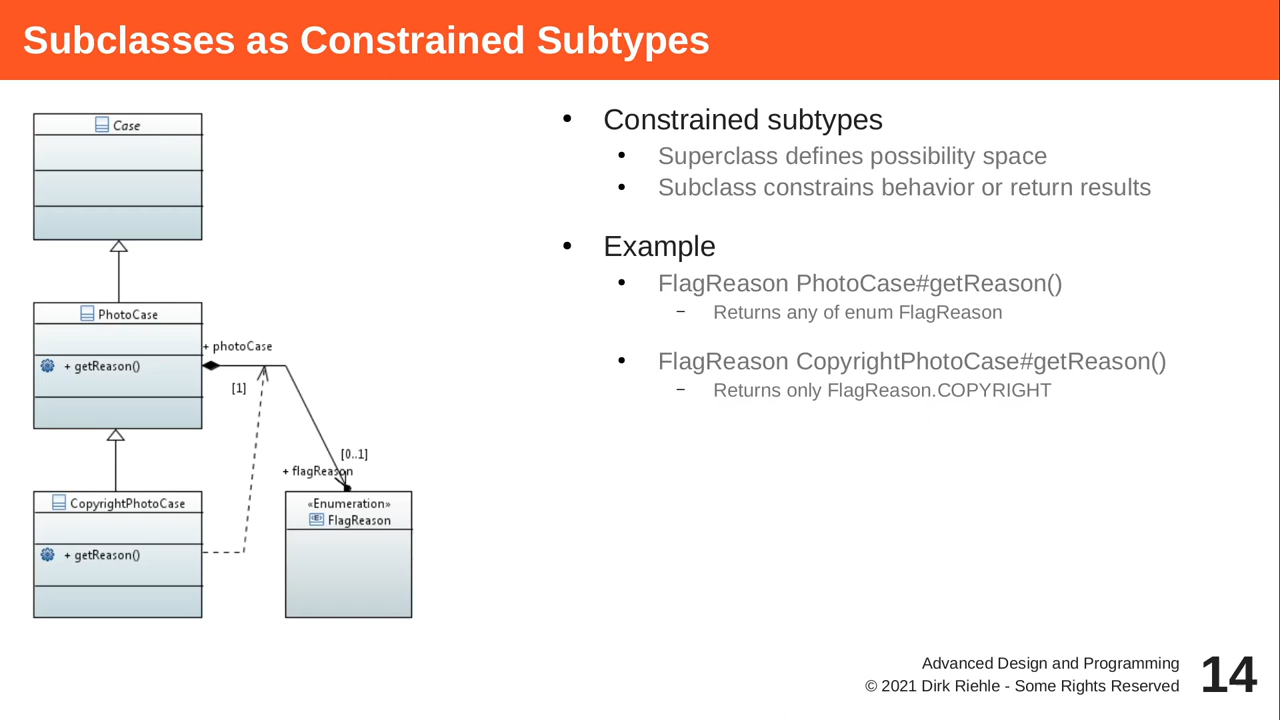 Subclasses as Constrained Subtypes
Case
PhotoCase
+ getReason()
+ photoCase
[1]
[0..1]
+ flagReason
CopyrightPhotoCase
+ getReason()
«Enumeration»
FlagReason
• Constrained subtypes
• Superclass defines possibility space
• Subclass constrains behavior or return results
• Example
• FlagReason PhotoCase#getReason()
– Returns any of enum FlagReason
• FlagReason CopyrightPhotoCase#getReason()
– Returns only FlagReason.COPYRIGHT
Advanced Design and Programming
© 2021 Dirk Riehle - Some Rights Reserved
14